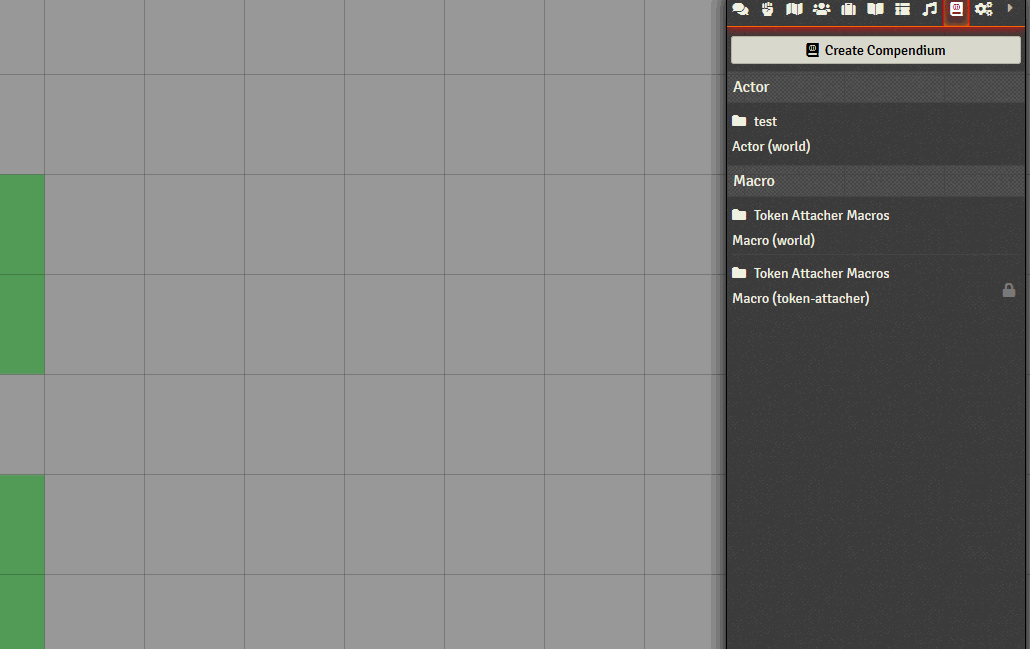 Create Compendium
Actor
test
Actor (world)
Macro
Token Attacher Macros
Macro (world)
Token Attacher Macros
Macro (token-attacher)